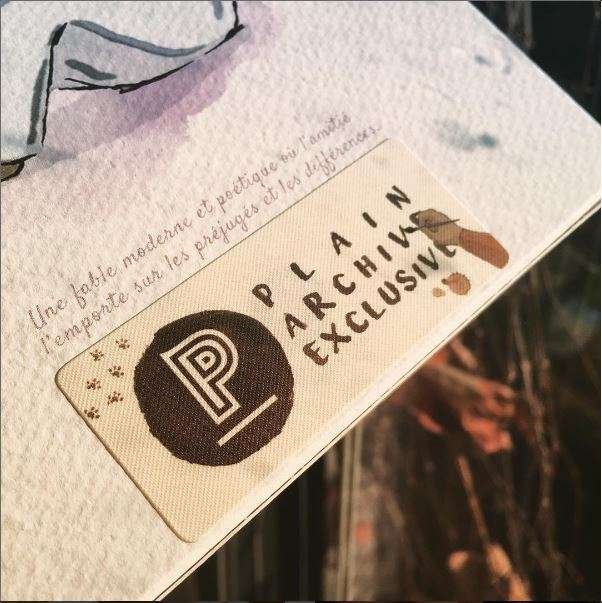 Une fable moderne et poétique où l'amitié
l'emporte sur les préjugés et les différences.
P
PLAIN
ARCHIVE
EXCLUSIVE